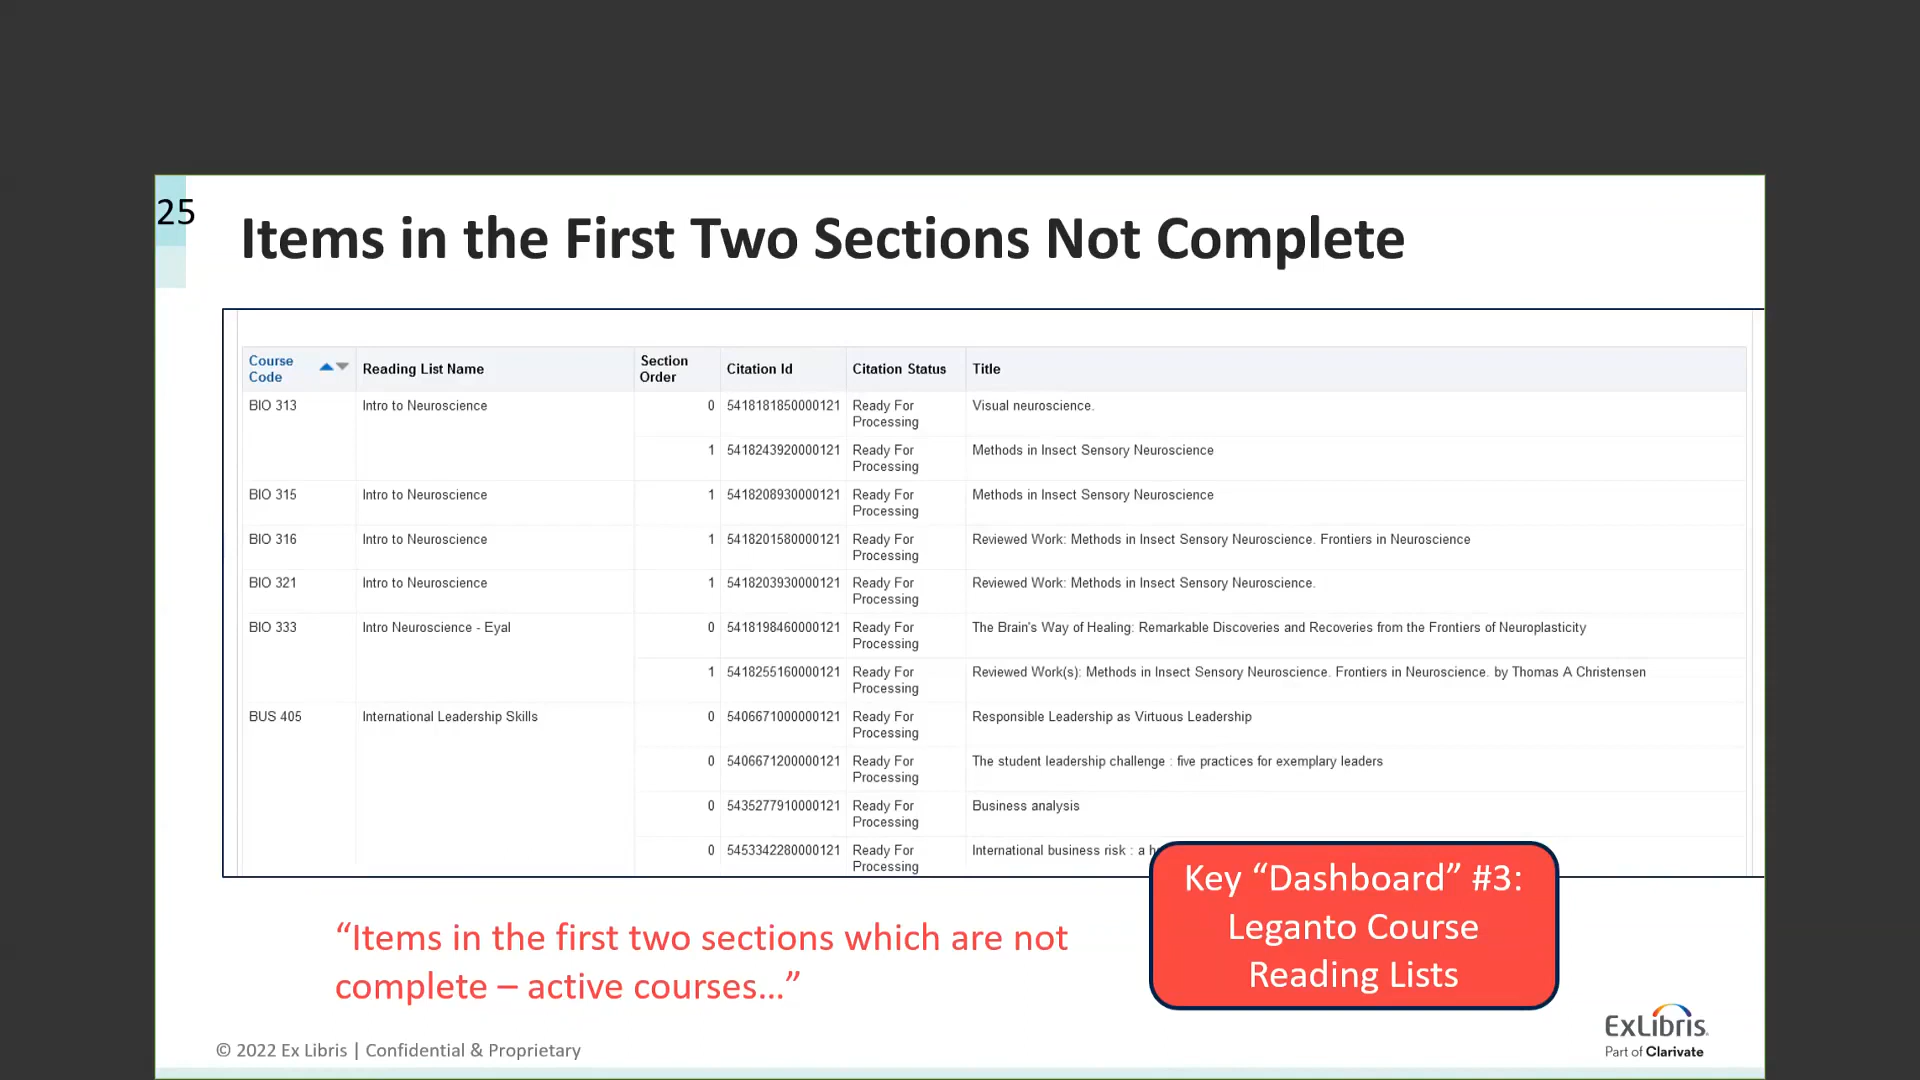 25
Items in the First Two Sections Not Complete
Course Code Reading List Name Section Order Citation Id Citation Status Title
BIO 313 Intro to Neuroscience 0 5418181850000121 Ready For Processing Visual neuroscience.
1 5418243920000121 Ready For Processing Methods in Insect Sensory Neuroscience
BIO 315 Intro to Neuroscience 1 5418208930000121 Ready For Processing Methods in Insect Sensory Neuroscience
BIO 316 Intro to Neuroscience 1 5418201580000121 Ready For Processing Reviewed Work: Methods in Insect Sensory Neuroscience. Frontiers in Neuroscience
BIO 321 Intro to Neuroscience 1 5418203930000121 Ready For Processing Reviewed Work: Methods in Insect Sensory Neuroscience.
BIO 333 Intro Neuroscience - Eyal 0 5418198460000121 Ready For Processing The Brain's Way of Healing: Remarkable Discoveries and Recoveries from the Frontiers of Neuroplasticity
1 5418255160000121 Ready For Processing Reviewed Work(s): Methods in Insect Sensory Neuroscience. Frontiers in Neuroscience. by Thomas A Christensen
BUS 405 International Leadership Skills 0 5406671000000121 Ready For Processing Responsible Leadership as Virtuous Leadership
0 5406671200000121 Ready For Processing The student leadership challenge : five practices for exemplary leaders
0 5435277910000121 Ready For Processing Business analysis
0 5453342280000121 Ready For Processing International business risk : a
Key “Dashboard” #3:
Leganto Course
Reading Lists
“Items in the first two sections which are not
complete – active courses…”
© 2022 Ex Libris | Confidential & Proprietary
ExLibris
Part of Clarivate